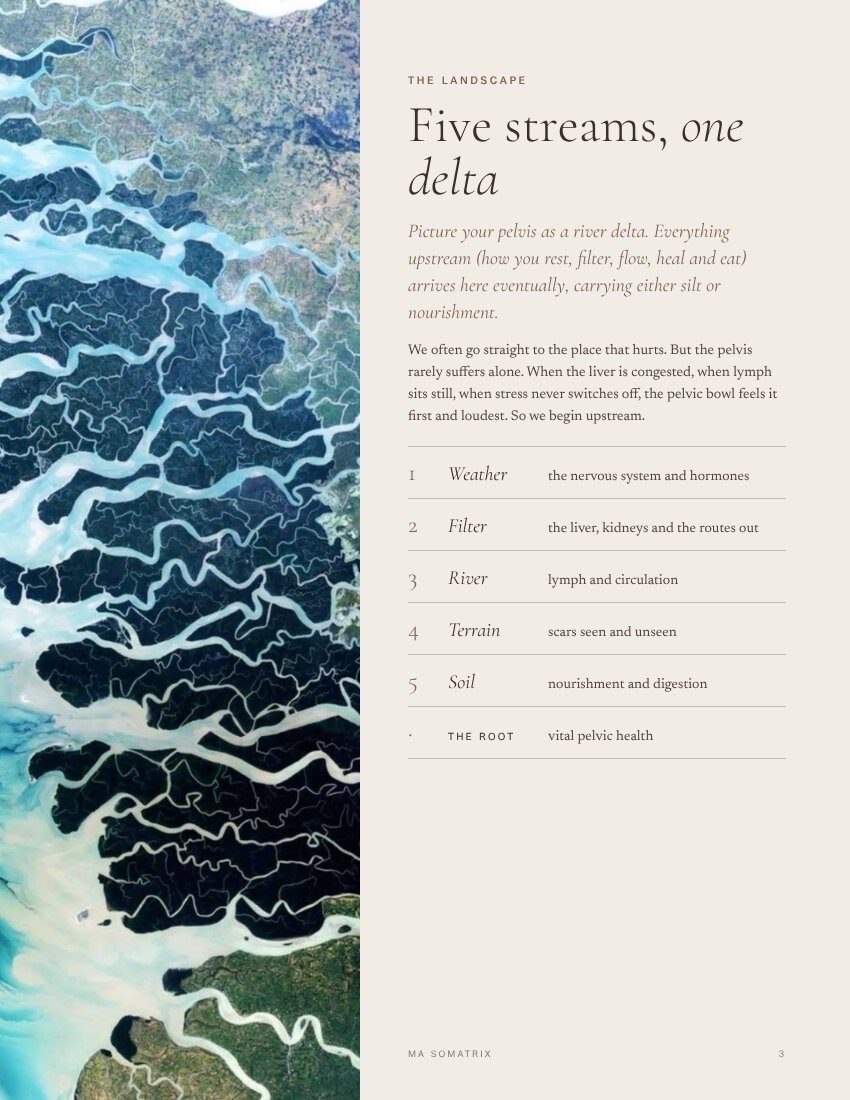 THE LANDSCAPE
Five streams, one
delta
Picture your pelvis as a river delta. Everything
upstream (how you rest, filter, flow, heal and eat)
arrives here eventually, carrying either silt or
nourishment.
We often go straight to the place that hurts. But the pelvis
rarely suffers alone. When the liver is congested, when lymph
sits still, when stress never switches off, the pelvic bowl feels it
first and loudest. So we begin upstream.
1 Weather the nervous system and hormones
2 Filter the liver, kidneys and the routes out
3 River lymph and circulation
4 Terrain scars seen and unseen
5 Soil nourishment and digestion
· THE ROOT vital pelvic health
MA SOMATRIX 3